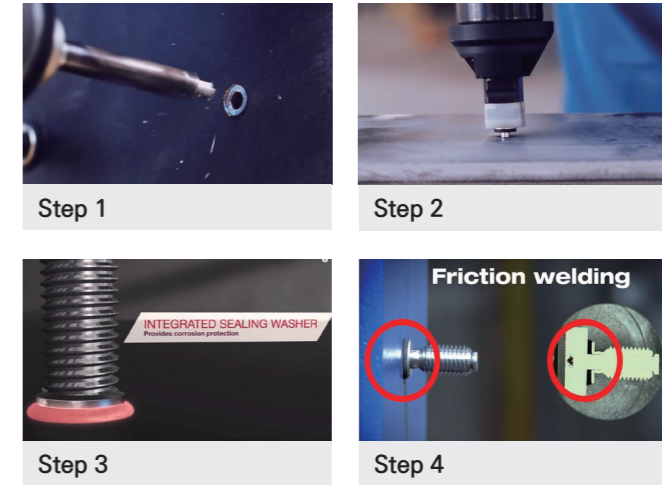 Step 1
Step 2
INTEGRATED SEALING WASHER
Provides corrosion protection
Friction welding
Step 3
Step 4